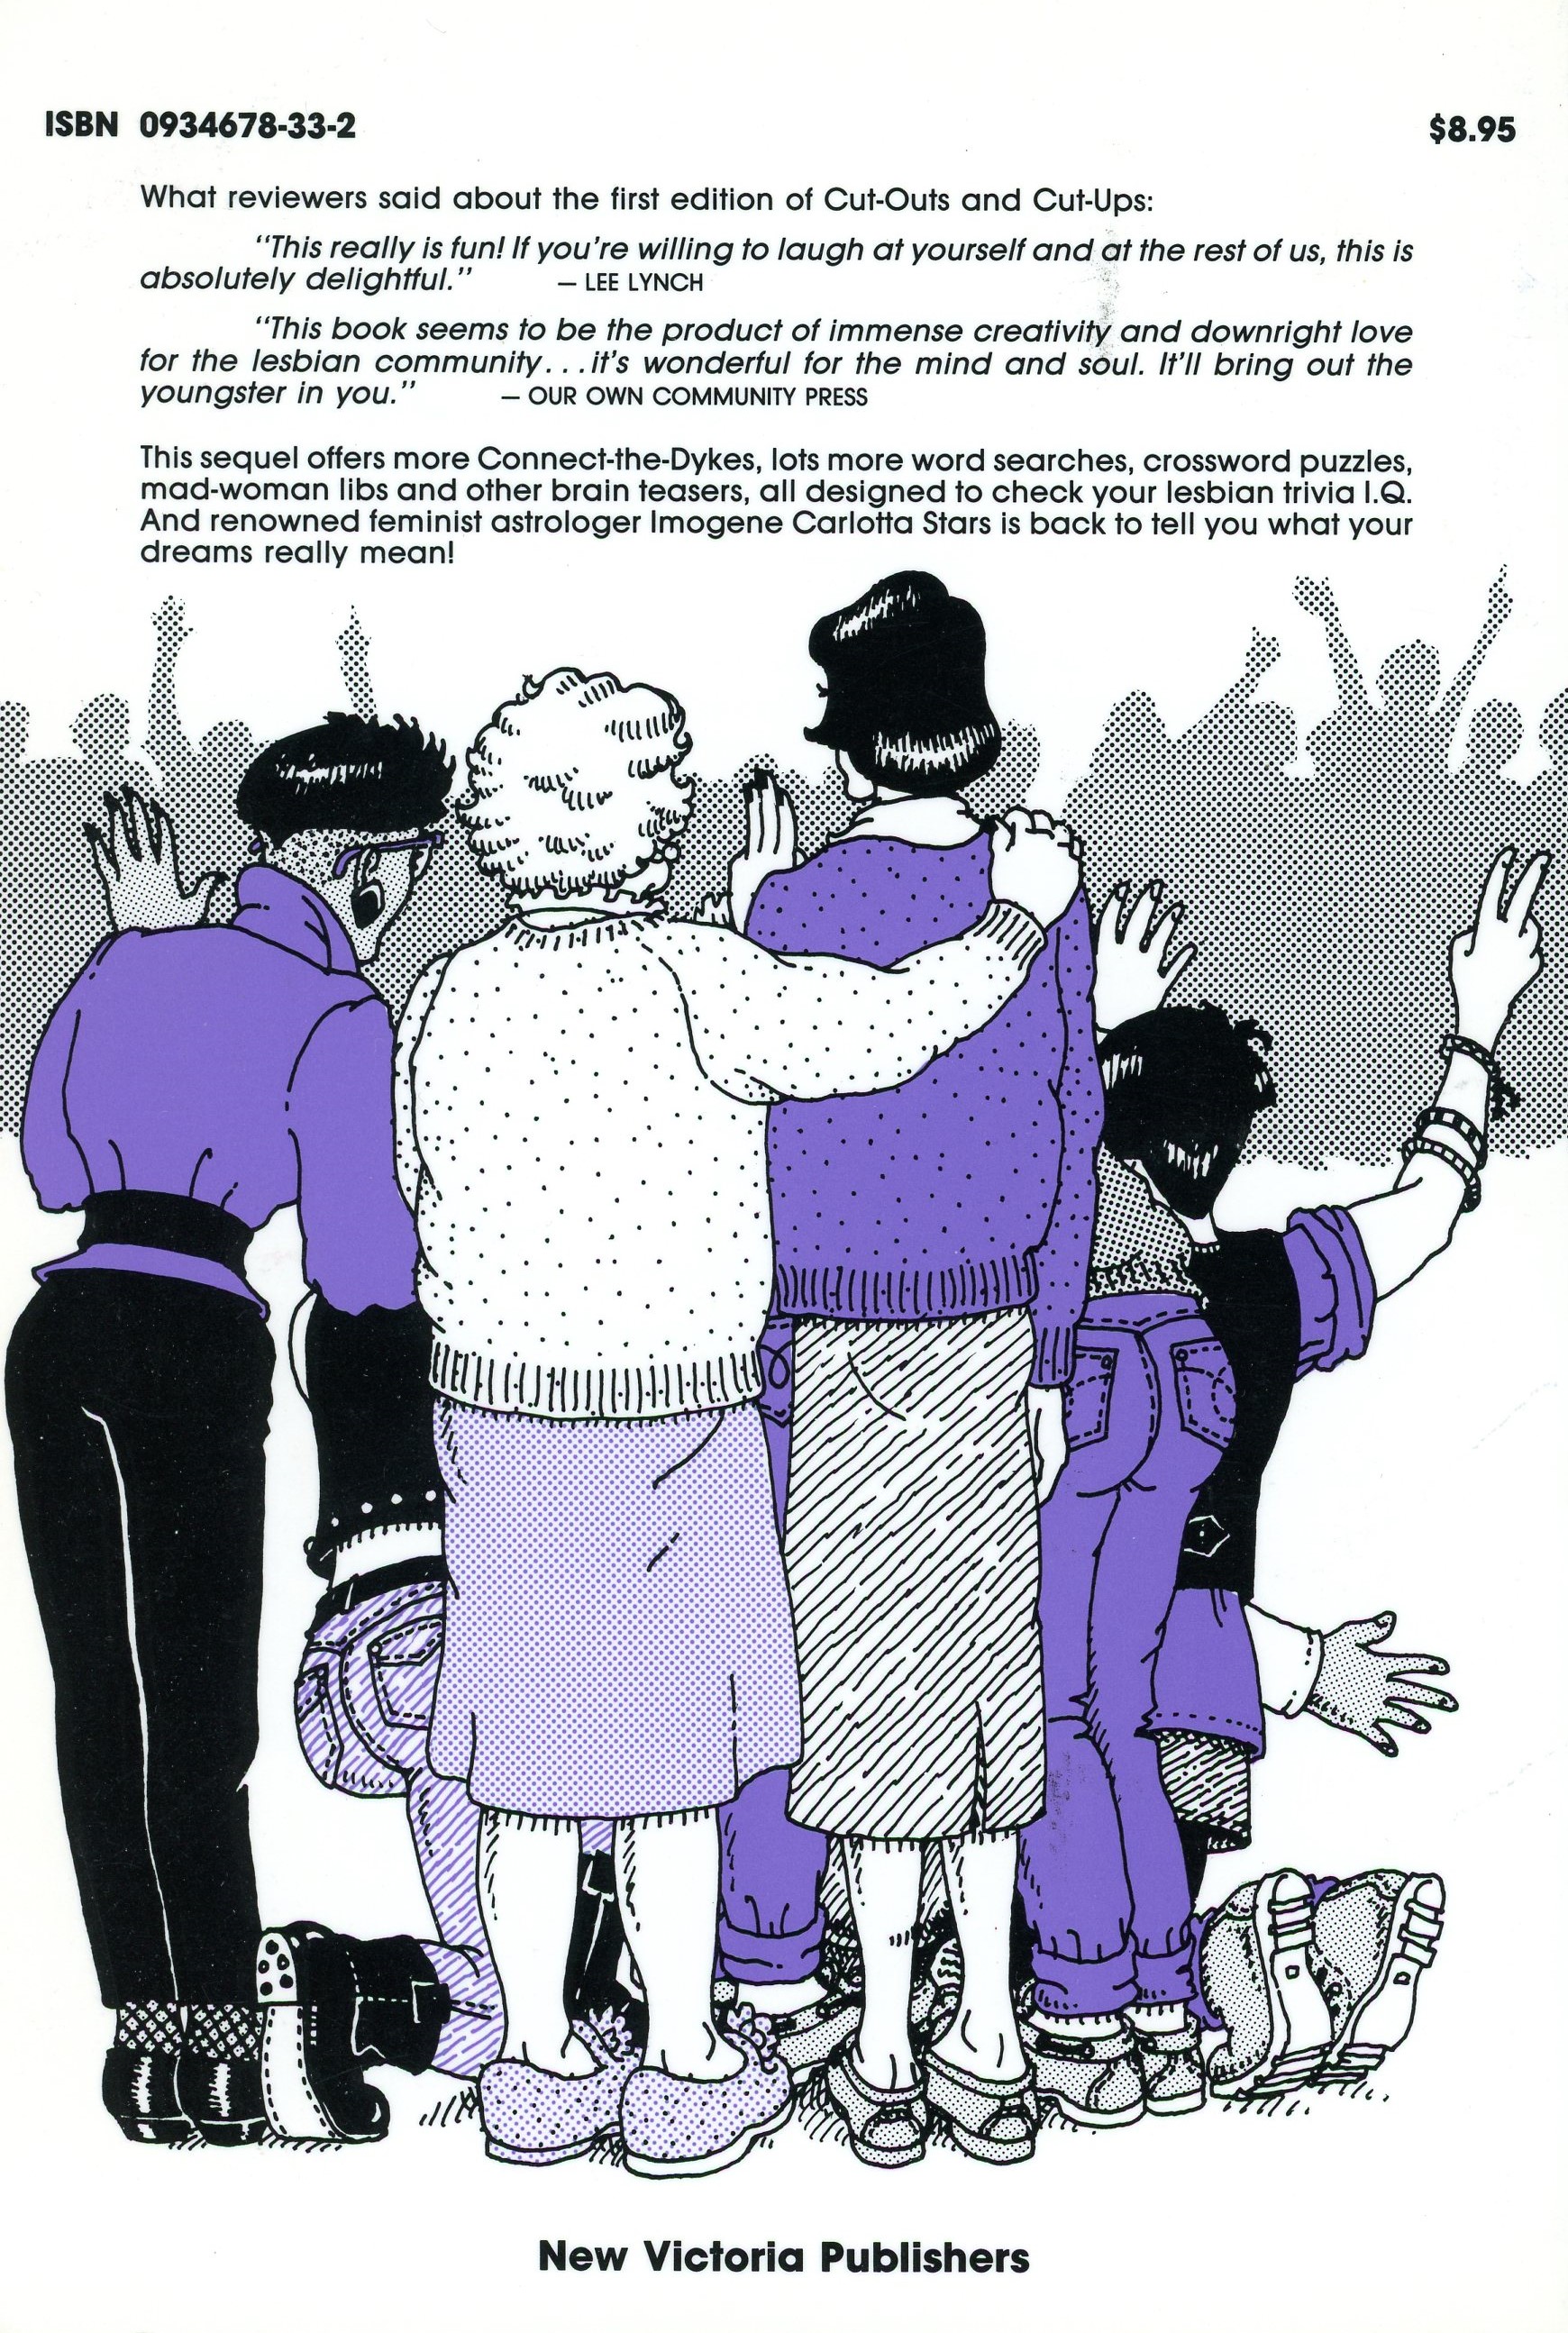 ISBN 0934678-33-2
$8.95
What reviewers said about the first edition of Cut-Outs and Cut-Ups:
"This really is fun! If you're willing to laugh at yourself and at the rest of us, this is
absolutely delightful." — LEE LYNCH
"This book seems to be the product of immense creativity and downright love
for the lesbian community...it's wonderful for the mind and soul. It'll bring out the
youngster in you." — OUR OWN COMMUNITY PRESS
This sequel offers more Connect-the-Dykes, lots more word searches, crossword puzzles,
mad-woman libs and other brain teasers, all designed to check your lesbian trivia I.Q.
And renowned feminist astrologer Imogene Carlotta Stars is back to tell you what your
dreams really mean!
New Victoria Publishers